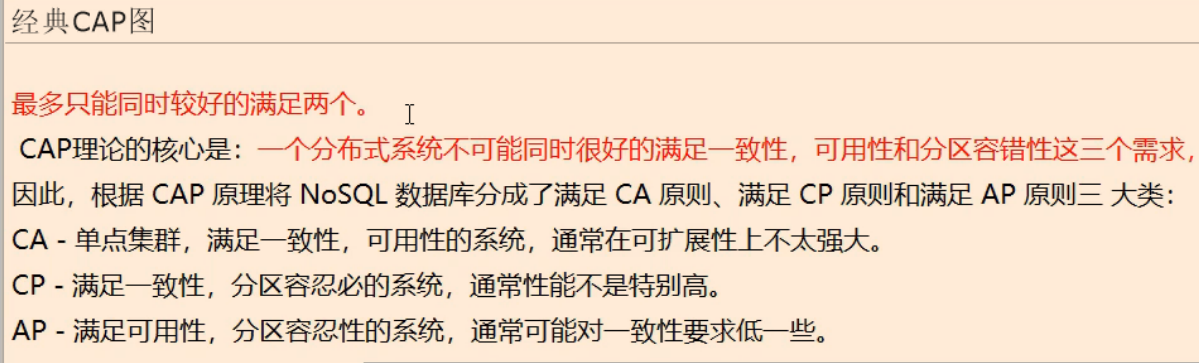 经典CAP图
最多只能同时较好的满足两个。
CAP理论的核心是：一个分布式系统不可能同时很好的满足一致性，可用性和分区容错性这三个需求，
因此，根据 CAP 原理将 NoSQL 数据库分成了满足 CA 原则、满足 CP 原则和满足 AP 原则三 大类：
CA - 单点集群，满足一致性，可用性的系统，通常在可扩展性上不太强大。
CP - 满足一致性，分区容忍必的系统，通常性能不是特别高。
AP - 满足可用性，分区容忍性的系统，通常可能对一致性要求低一些。